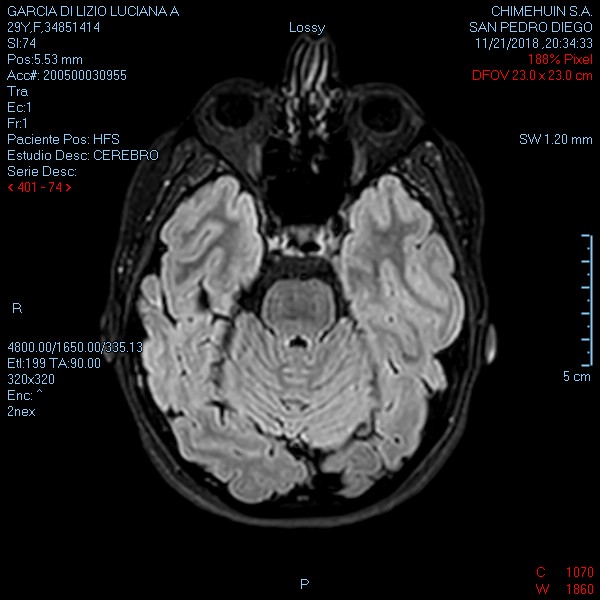 GARCIA DI LIZIO LUCIANA A
29Y,F,34851414
Sl:74
Pos:5.53 mm
Acc#: 200500030955
Tra
Ec:1
Fr:1
Paciente Pos: HFS
Estudio Desc: CEREBRO
Serie Desc:
< 401 - 74 >
Lossy
CHIMEHUIN S.A.
SAN PEDRO DIEGO
11/21/2018 ,20:34:33
188% Pixel
DFOV 23.0 x 23.0 cm
SW 1.20 mm
R
4800.00/1650.00/335.13
Etl:199 TA:90.00
320x320
Enc: ^
2nex
5 cm
P
C 1070
W 1860